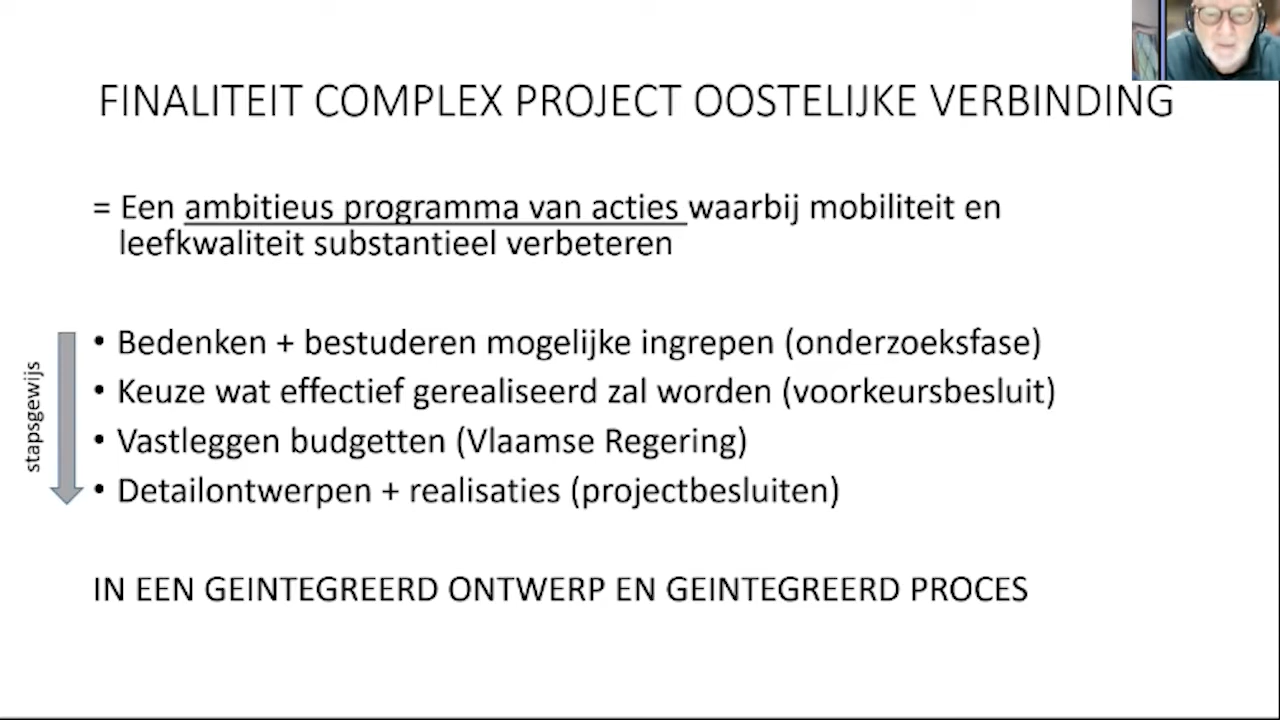 FINALITEIT COMPLEX PROJECT OOSTELIJKE VERBINDING
= Een ambitieus programma van acties waarbij mobiliteit en
leefkwaliteit substantieel verbeteren
stapsgewijs
• Bedenken + bestuderen mogelijke ingrepen (onderzoeksfase)
• Keuze wat effectief gerealiseerd zal worden (voorkeursbesluit)
• Vastleggen budgetten (Vlaamse Regering)
• Detailontwerpen + realisaties (projectbesluiten)
IN EEN GEINTEGREERD ONTWERP EN GEINTEGREERD PROCES